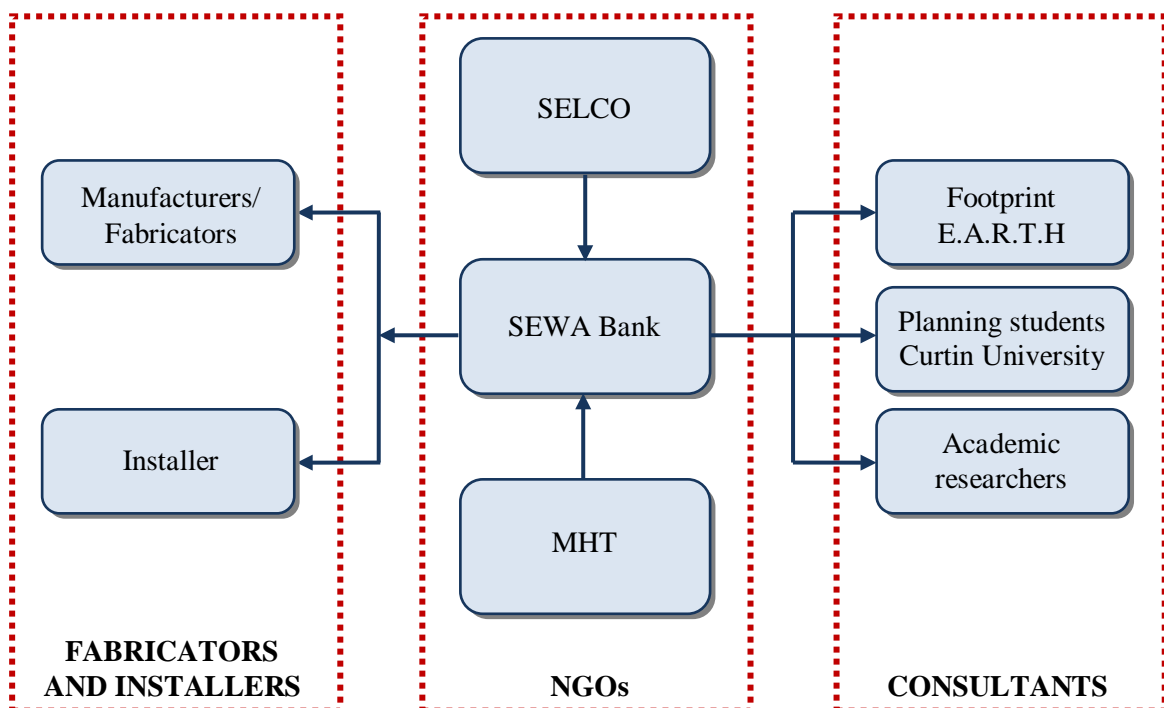 Manufacturers/
Fabricators
Installer
FABRICATORS
AND INSTALLERS
SELCO
SEWA Bank
MHT
NGOs
Footprint
E.A.R.T.H
Planning students
Curtin University
Academic
researchers
CONSULTANTS